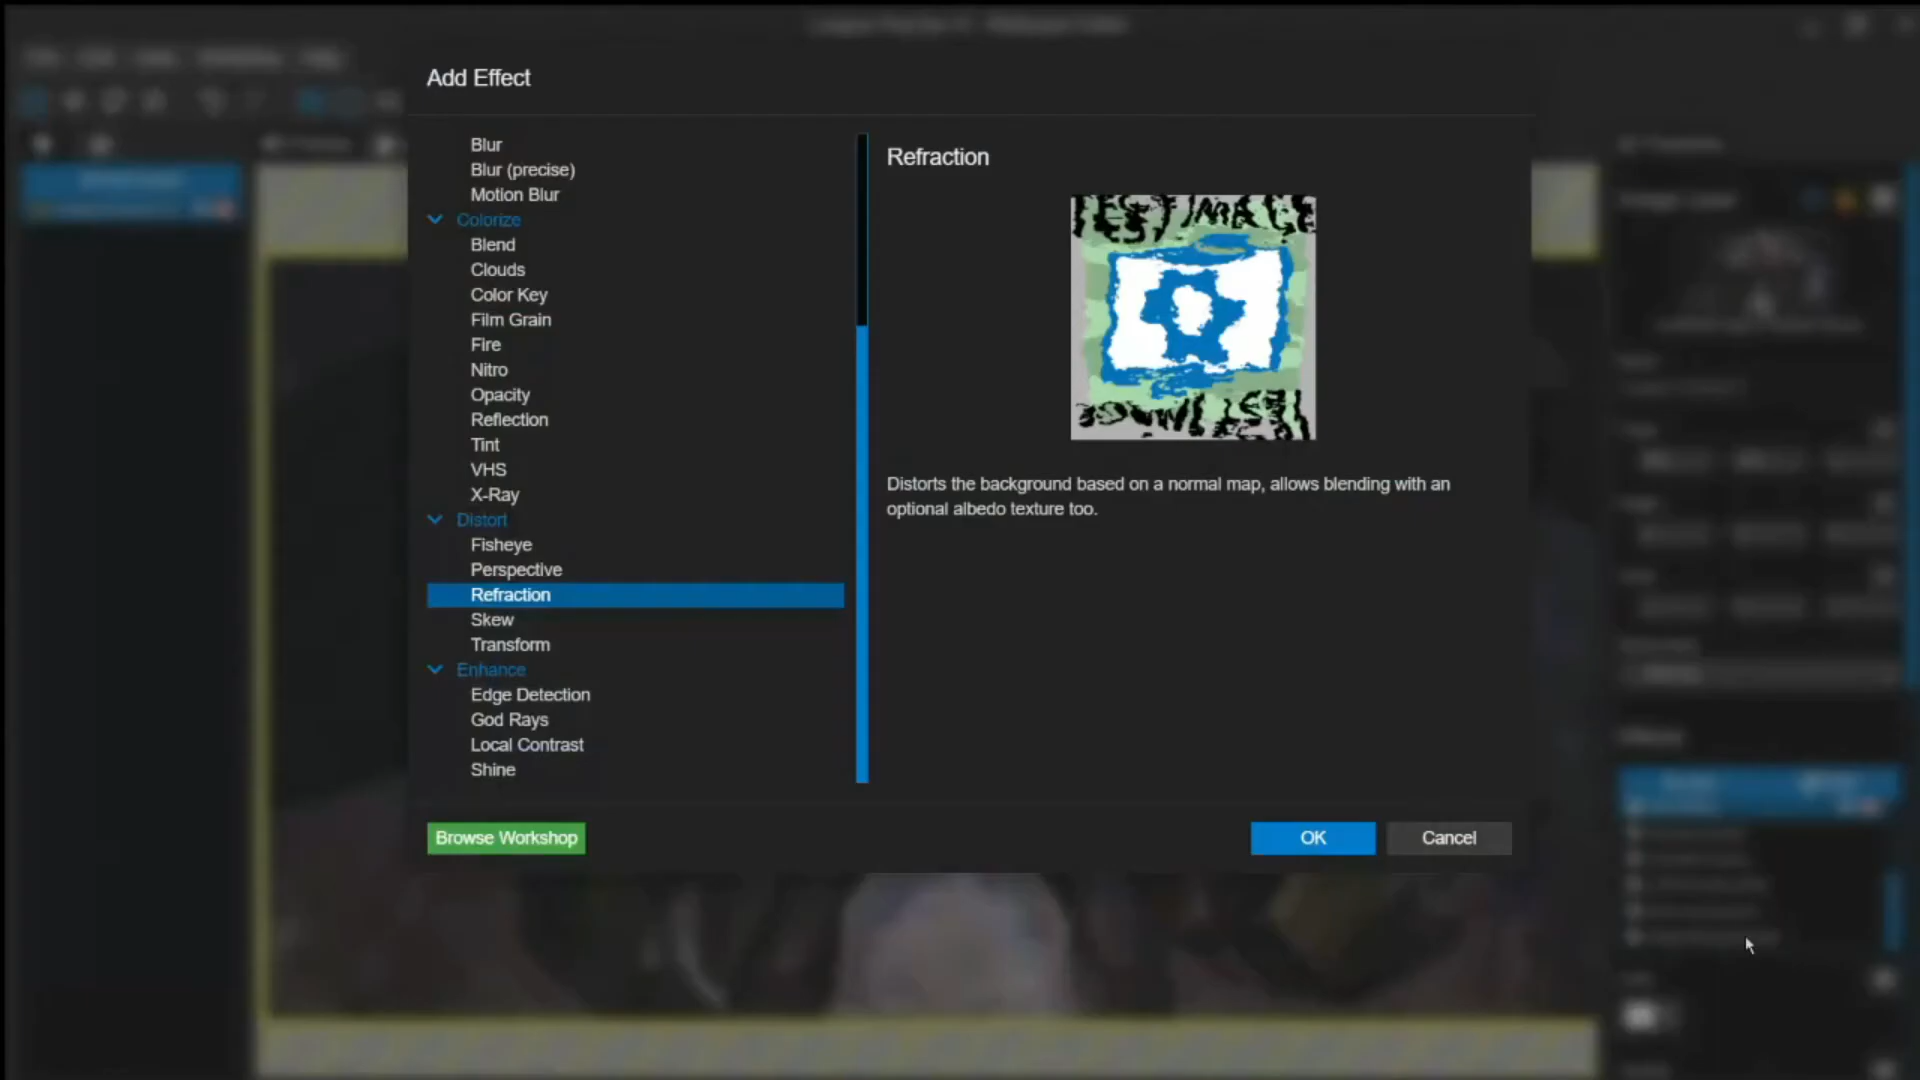 Add Effect
Blur
Blur (precise)
Motion Blur
Colorize
Blend
Clouds
Color Key
Film Grain
Fire
Nitro
Opacity
Reflection
Tint
VHS
X-Ray
Distort
Fisheye
Perspective
Refraction
Skew
Transform
Enhance
Edge Detection
God Rays
Local Contrast
Shine
Refraction
Distorts the background based on a normal map, allows blending with an
optional albedo texture too.
Browse Workshop
OK
Cancel